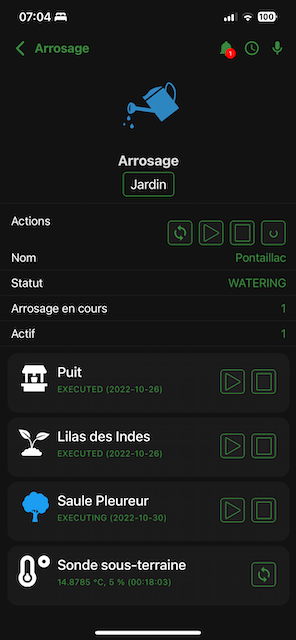 07:04
100
Arrosage
1
Arrosage
Jardin
Actions
Nom Pontaillac
Statut WATERING
Arrosage en cours 1
Actif 1
Puit
EXECUTED (2022-10-26)
Lilas des Indes
EXECUTED (2022-10-26)
Saule Pleureur
EXECUTING (2022-10-30)
Sonde sous-terraine
14.8785 °C, 5 % (00:18:03)